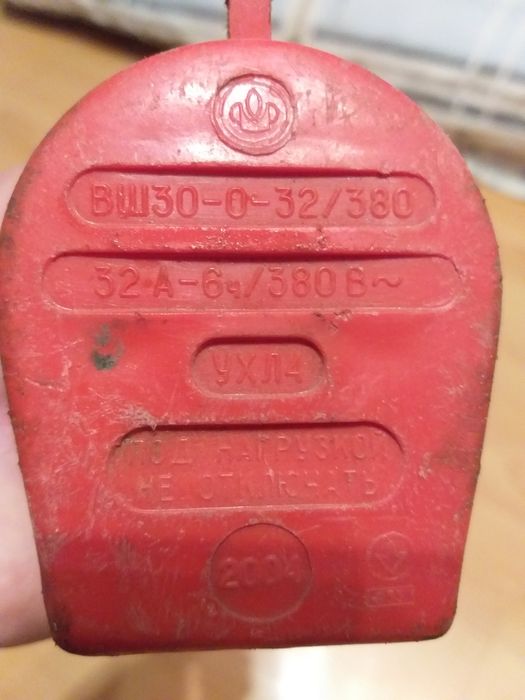 ВШ30-0-32/380
32 А-6ч/380 В~
УХЛ4
ПОД НАГРУЗКОЙ
НЕ ОТКЛЮЧАТЬ
2004